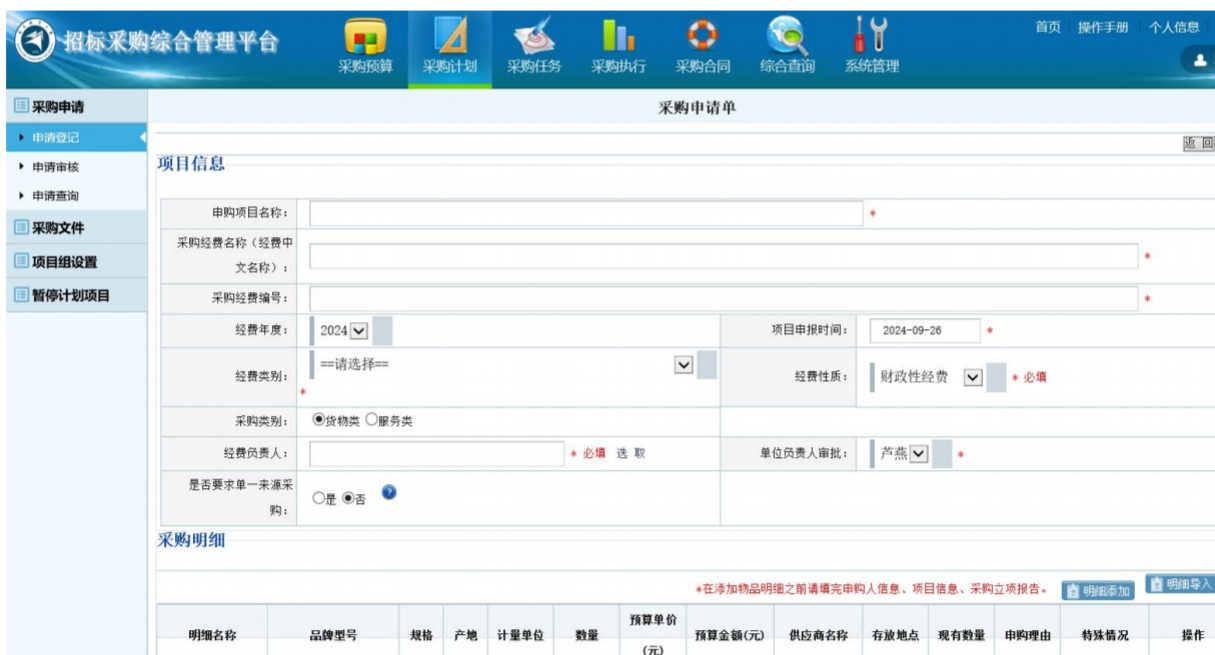 首页 操作手册 个人信息
招标采购综合管理平台
采购预算 采购计划 采购任务 采购执行 采购合同 综合查询 系统管理
采购申请
申请登记
申请审核
申请查询
采购文件
项目组设置
暂停计划项目
采购申请单
返 回
项目信息
申购项目名称： *
采购经费名称（经费中
文名称）： *
采购经费编号： *
经费年度： 2024 项目申报时间： 2024-09-26 *
经费类别： ==请选择== * 经费性质： 财政性经费 * 必填
采购类别： 货物类 服务类
经费负责人： * 必填 选 取 单位负责人审批： 芦燕 *
是否要求单一来源采
购： 是 否 ?
采购明细
*在添加物品明细之前请填完申购人信息、项目信息、采购立项报告。 明细添加 明细导入
明细名称 品牌型号 规格 产地 计量单位 数量 预算单价
(元) 预算金额(元) 供应商名称 存放地点 现有数量 申购理由 特殊情况 操作